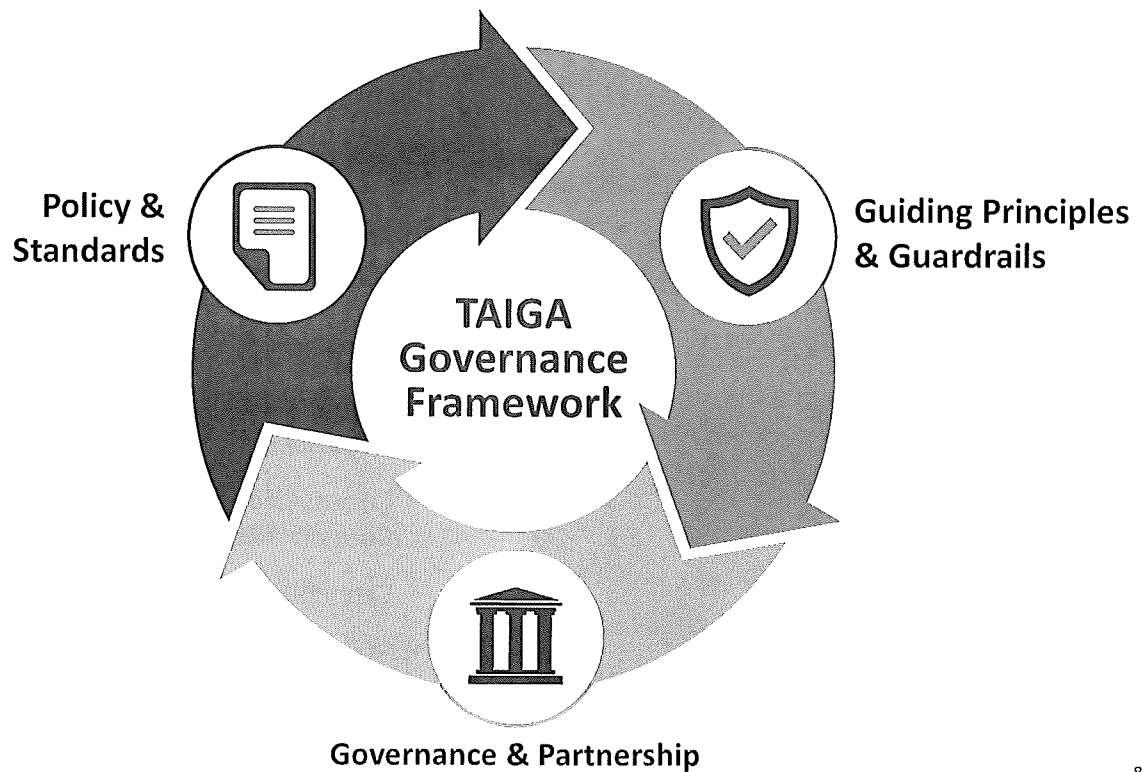 Policy &
Standards
Guiding Principles
& Guardrails
TAIGA
Governance
Framework
Governance & Partnership
8